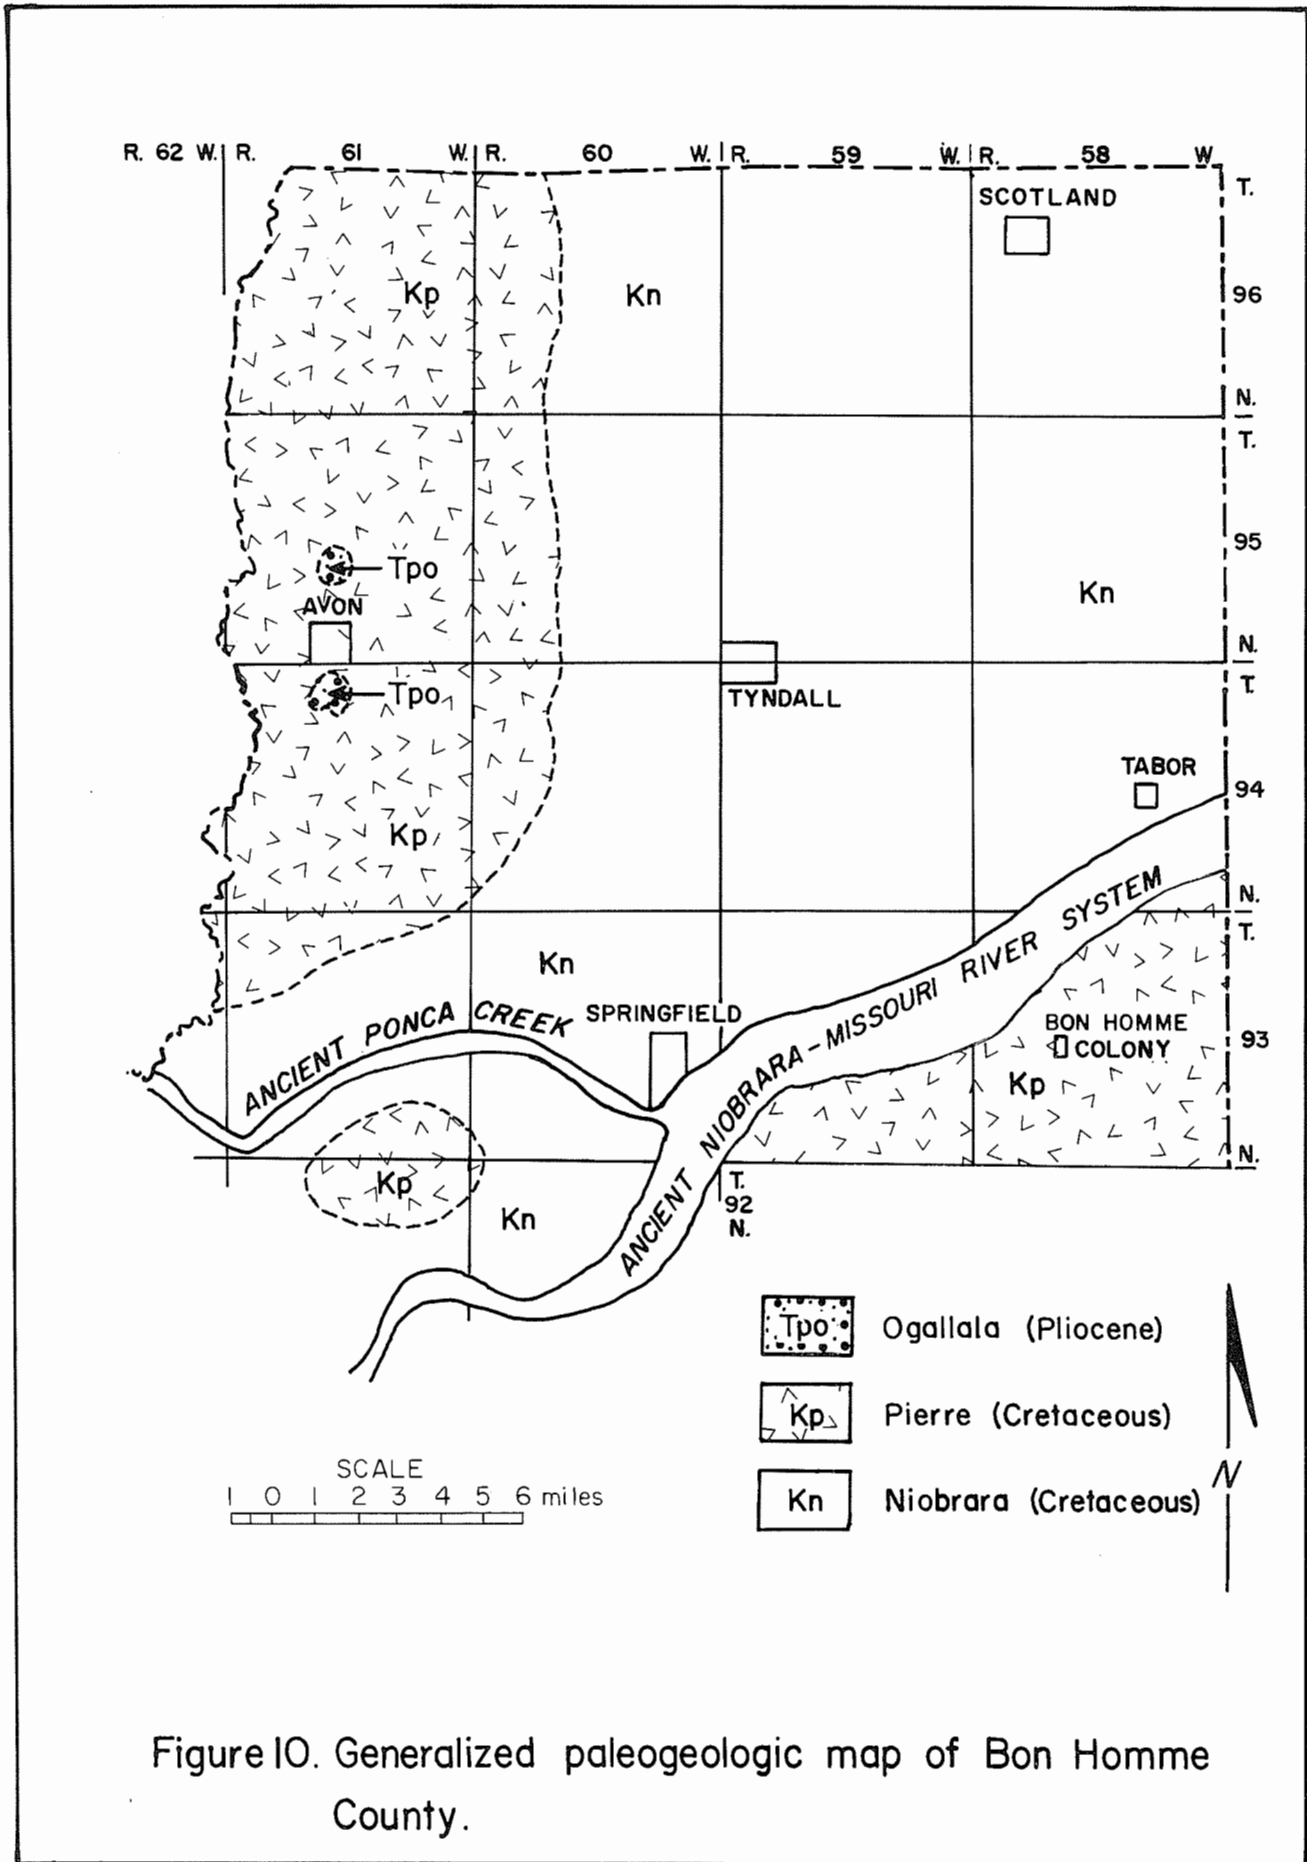 R. 62 W. R. 61 W. R. 60 W. R. 59 W. R. 58 W
T.
SCOTLAND
Kp
Kn
96
N.
T.
95
Tpo
Kn
AVON
N.
T.
Tpo
TYNDALL
TABOR
94
Kp
ANCIENT NIOBRARA-MISSOURI RIVER SYSTEM
N.
T.
Kn
ANCIENT PONCA CREEK
SPRINGFIELD
BON HOMME
COLONY
93
Kp
N.
Kp
T.
92
N.
Kn
Tpo Ogallala (Pliocene)
Kp Pierre (Cretaceous)
Kn Niobrara (Cretaceous)
N
SCALE
1 0 1 2 3 4 5 6 miles
Figure 10. Generalized paleogeologic map of Bon Homme
County.